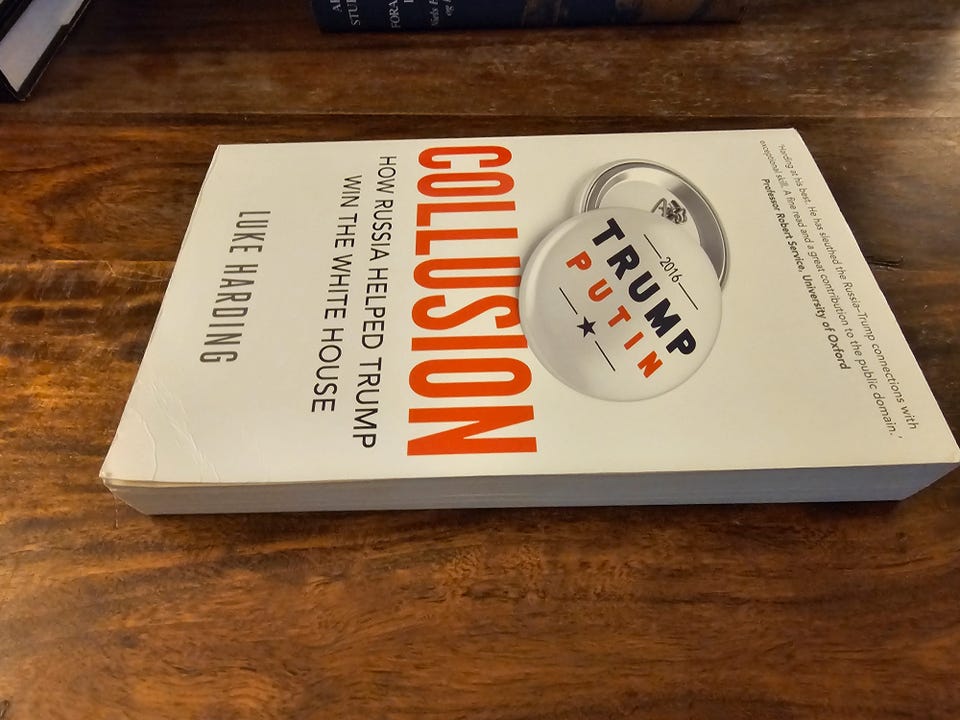 'Harding at his best. He has sleuthed the Russia–Trump connections with
exceptional skill. A fine read and a great contribution to the public domain.'
Professor Robert Service, University of Oxford
2016
TRUMP
PUTIN
COLLUSION
HOW RUSSIA HELPED TRUMP
WIN THE WHITE HOUSE
LUKE HARDING